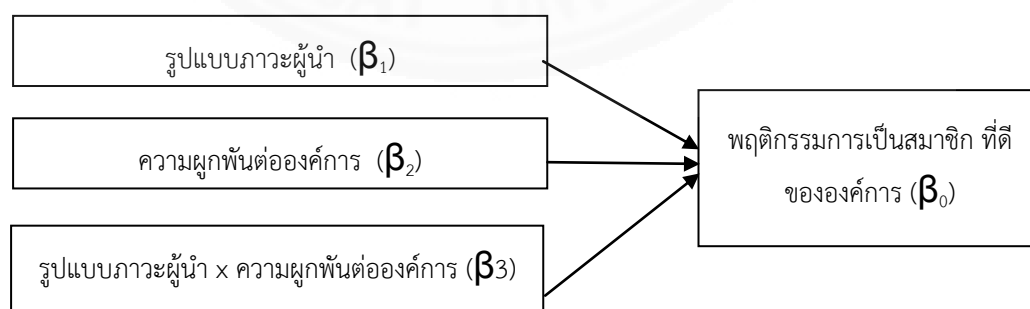 รูปแบบภาวะผู้นำ (β₁)
ความผูกพันต่อองค์การ (β₂)
รูปแบบภาวะผู้นำ x ความผูกพันต่อองค์การ (β3)
พฤติกรรมการเป็นสมาชิก ที่ดี
ขององค์การ (β₀)